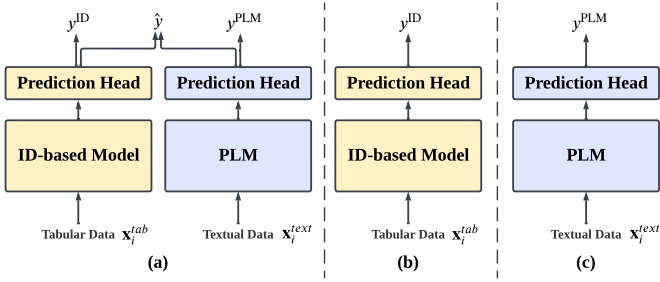 y^ID ŷ y^PLM
Prediction Head Prediction Head
ID-based Model PLM
Tabular Data x_i^tab Textual Data x_i^text
(a)
y^ID
Prediction Head
ID-based Model
Tabular Data x_i^tab
(b)
y^PLM
Prediction Head
PLM
Textual Data x_i^text
(c)